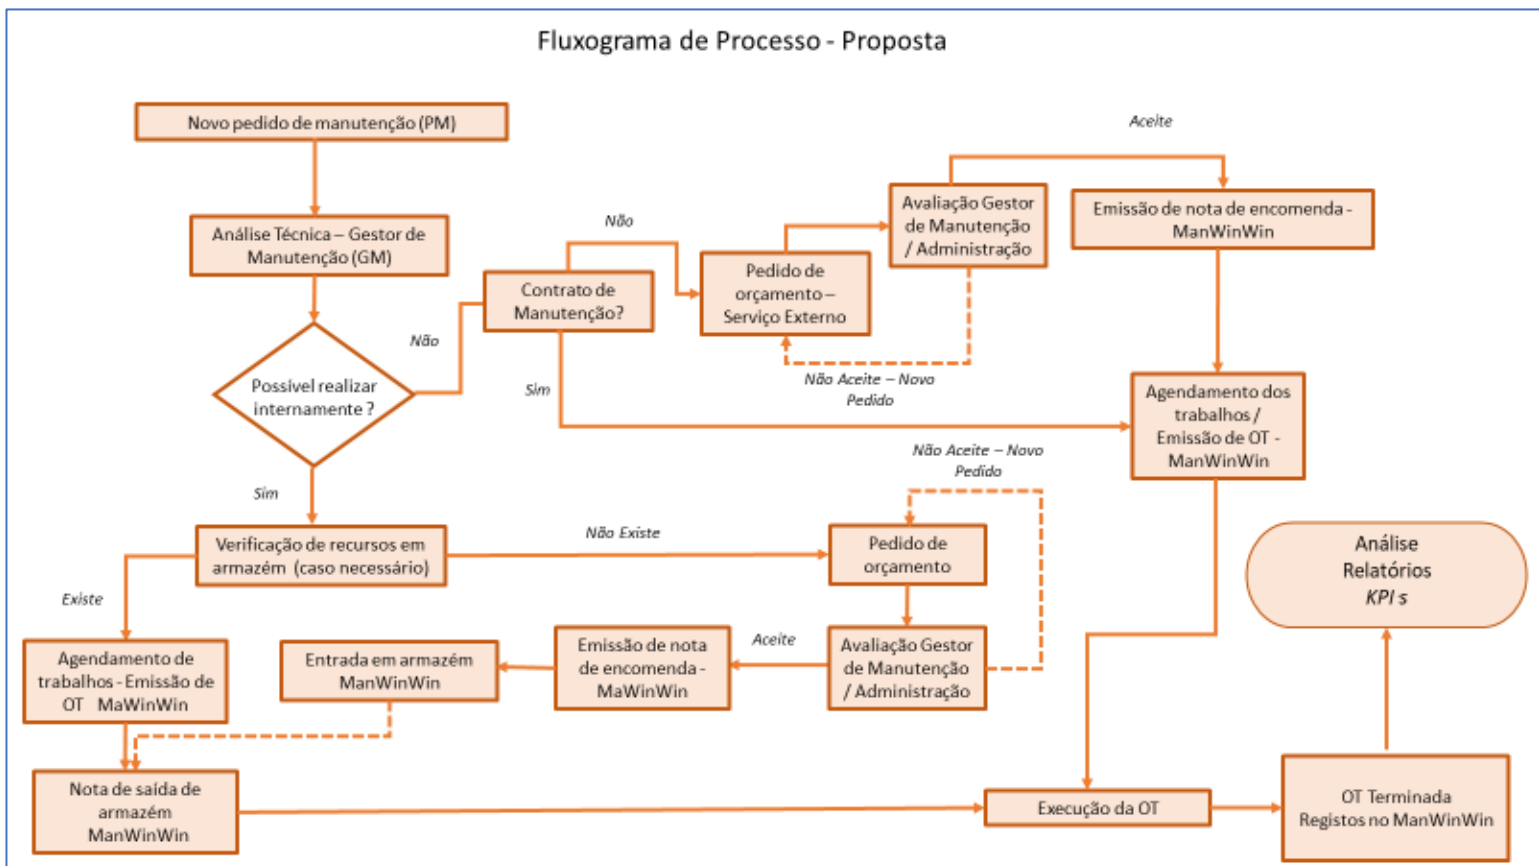 Fluxograma de Processo - Proposta
Novo pedido de manutenção (PM)
Análise Técnica – Gestor de
Manutenção (GM)
Possível realizar
internamente ?
Não
Sim
Contrato de
Manutenção?
Não
Sim
Pedido de
orçamento –
Serviço Externo
Avaliação Gestor
de Manutenção
/ Administração
Não Aceite – Novo
Pedido
Aceite
Emissão de nota de encomenda -
ManWinWin
Agendamento dos
trabalhos /
Emissão de OT -
ManWinWin
Verificação de recursos em
armazém (caso necessário)
Não Existe
Existe
Pedido de
orçamento
Não Aceite – Novo
Pedido
Avaliação Gestor
de Manutenção
/ Administração
Aceite
Emissão de nota
de encomenda -
MaWinWin
Entrada em armazém
ManWinWin
Agendamento de
trabalhos - Emissão de
OT MaWinWin
Nota de saída de
armazém
ManWinWin
Execução da OT
OT Terminada
Registos no ManWinWin
Análise
Relatórios
KPI s